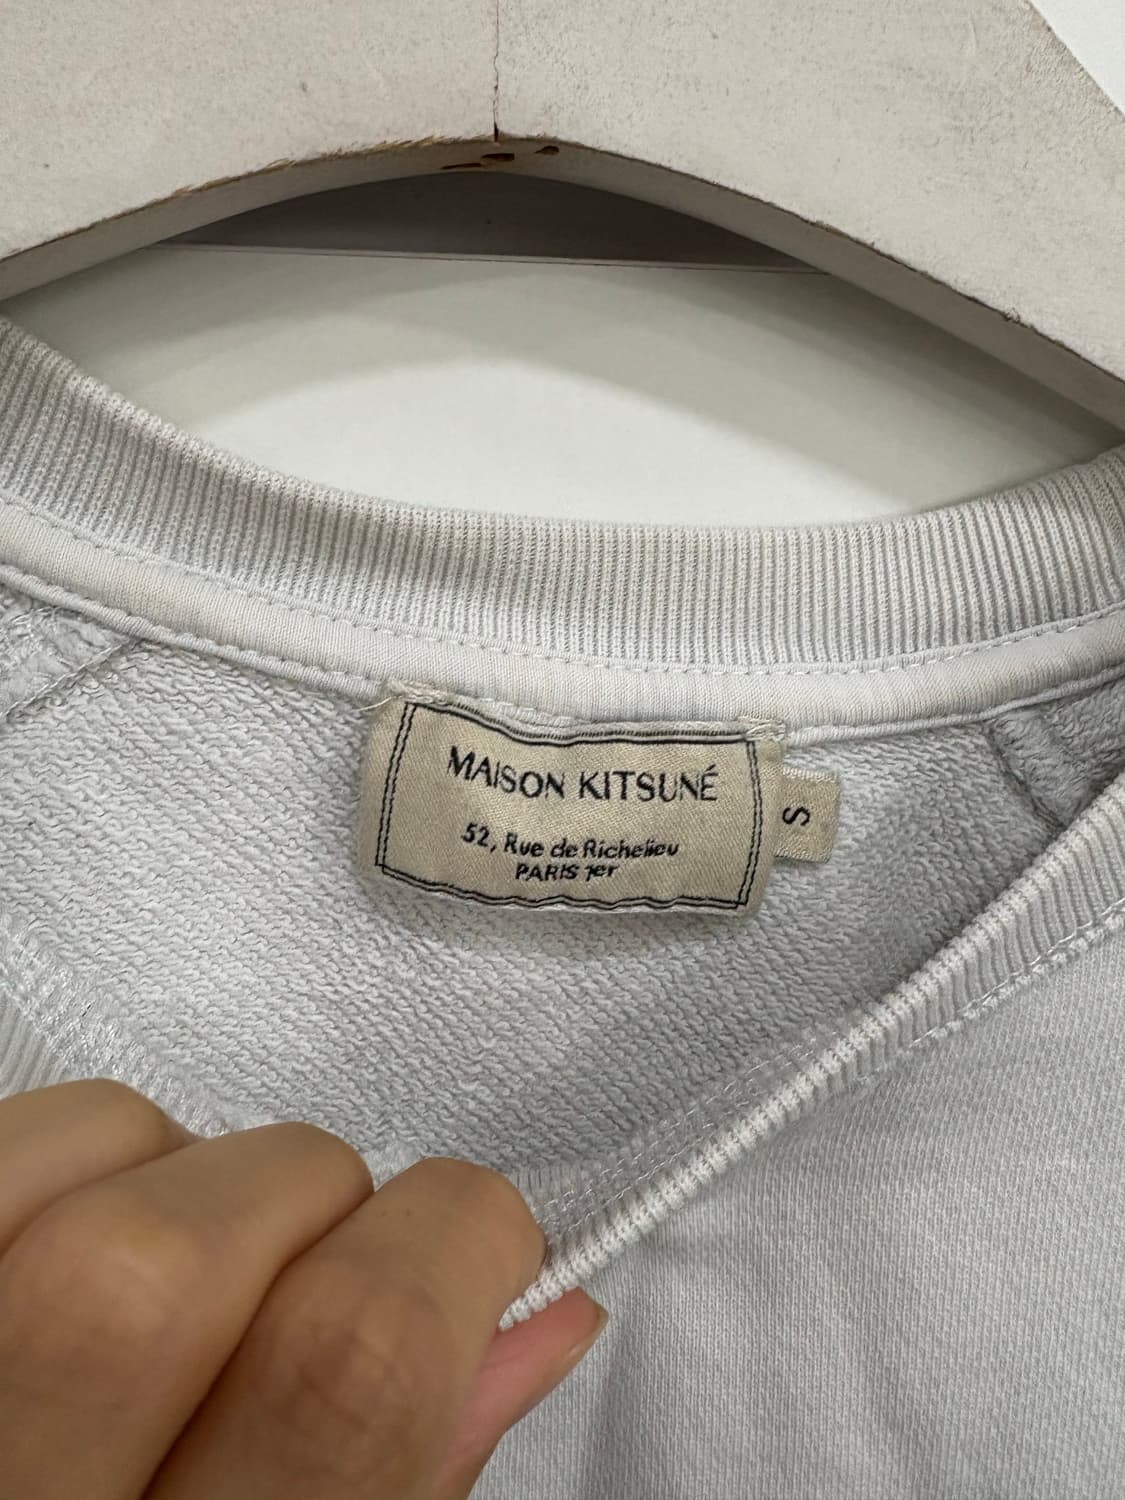 MAISON KITSUNÉ
52, Rue de Richelieu
PARIS 1er
S